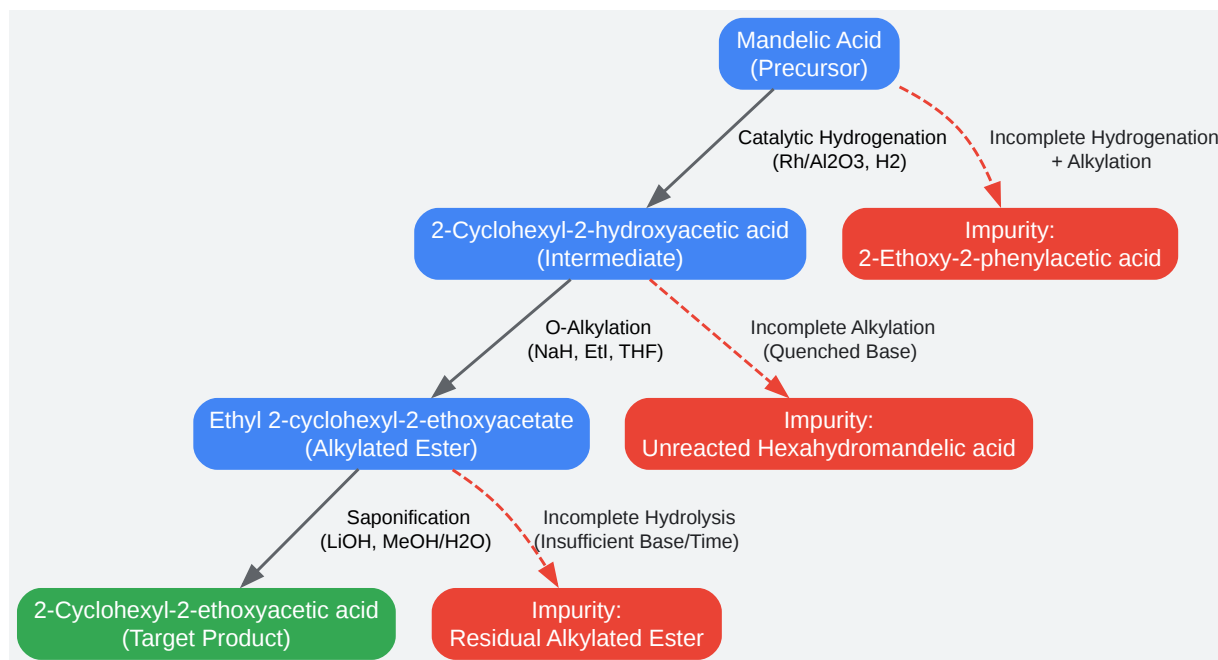 Mandelic Acid
(Precursor)
Catalytic Hydrogenation
(Rh/Al2O3, H2)
Incomplete Hydrogenation
+ Alkylation
2-Cyclohexyl-2-hydroxyacetic acid
(Intermediate)
Impurity:
2-Ethoxy-2-phenylacetic acid
O-Alkylation
(NaH, EtI, THF)
Incomplete Alkylation
(Quenched Base)
Ethyl 2-cyclohexyl-2-ethoxyacetate
(Alkylated Ester)
Impurity:
Unreacted Hexahydromandelic acid
Saponification
(LiOH, MeOH/H2O)
Incomplete Hydrolysis
(Insufficient Base/Time)
2-Cyclohexyl-2-ethoxyacetic acid
(Target Product)
Impurity:
Residual Alkylated Ester